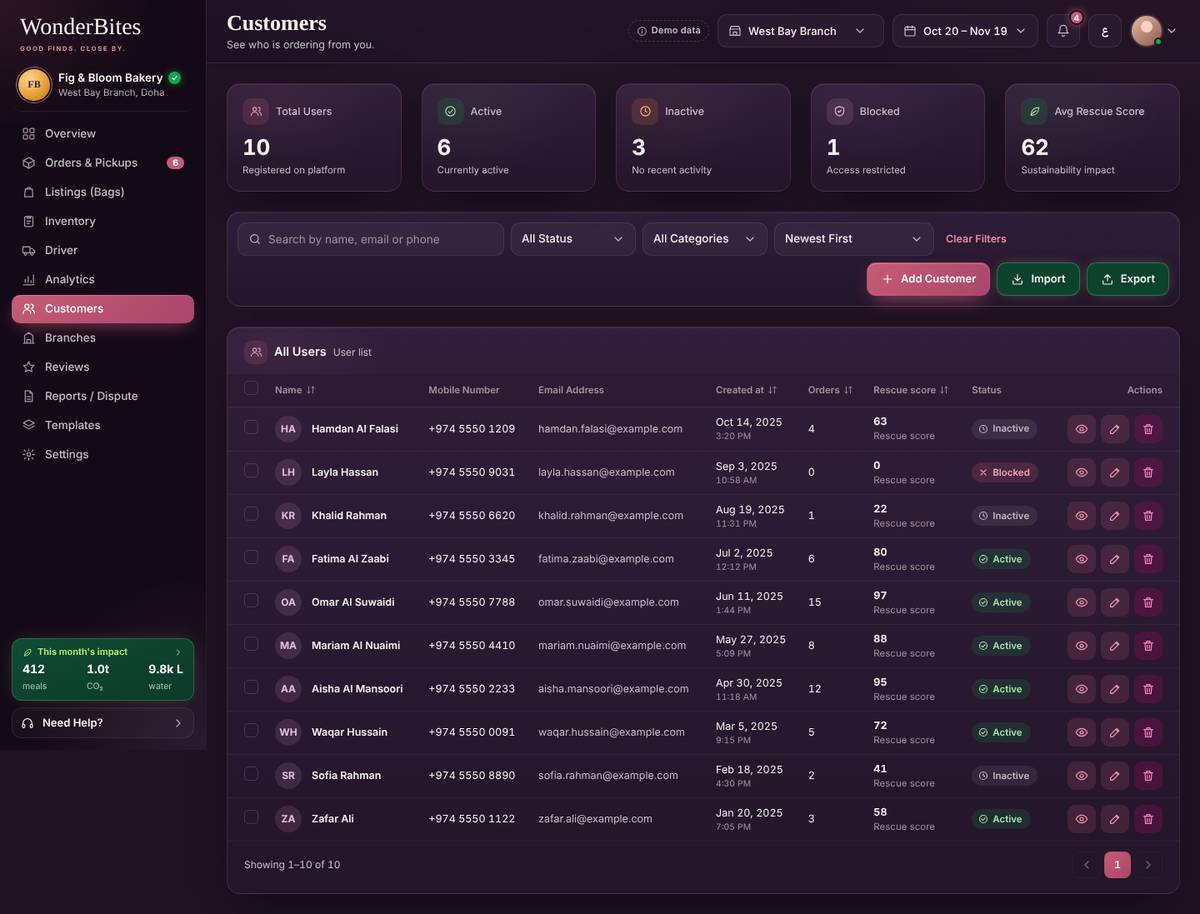 WonderBites
GOOD FINDS. CLOSE BY.
FB
Fig & Bloom Bakery
West Bay Branch, Doha
Overview
Orders & Pickups 6
Listings (Bags)
Inventory
Driver
Analytics
Customers
Branches
Reviews
Reports / Dispute
Templates
Settings
This month's impact
412 1.0t 9.8k L
meals CO₂ water
Need Help?
Customers
See who is ordering from you.
Demo data
West Bay Branch
Oct 20 – Nov 19
4
ع
Total Users
10
Registered on platform
Active
6
Currently active
Inactive
3
No recent activity
Blocked
1
Access restricted
Avg Rescue Score
62
Sustainability impact
Search by name, email or phone
All Status
All Categories
Newest First
Clear Filters
Add Customer
Import
Export
All Users User list
Name Mobile Number Email Address Created at Orders Rescue score Status Actions
HA Hamdan Al Falasi +974 5550 1209 hamdan.falasi@example.com Oct 14, 2025 4 63 Inactive
3:20 PM Rescue score
LH Layla Hassan +974 5550 9031 layla.hassan@example.com Sep 3, 2025 0 0 Blocked
10:58 AM Rescue score
KR Khalid Rahman +974 5550 6620 khalid.rahman@example.com Aug 19, 2025 1 22 Inactive
11:31 PM Rescue score
FA Fatima Al Zaabi +974 5550 3345 fatima.zaabi@example.com Jul 2, 2025 6 80 Active
12:12 PM Rescue score
OA Omar Al Suwaidi +974 5550 7788 omar.suwaidi@example.com Jun 11, 2025 15 97 Active
1:44 PM Rescue score
MA Mariam Al Nuaimi +974 5550 4410 mariam.nuaimi@example.com May 27, 2025 8 88 Active
5:09 PM Rescue score
AA Aisha Al Mansoori +974 5550 2233 aisha.mansoori@example.com Apr 30, 2025 12 95 Active
11:18 AM Rescue score
WH Waqar Hussain +974 5550 0091 waqar.hussain@example.com Mar 5, 2025 5 72 Active
9:15 PM Rescue score
SR Sofia Rahman +974 5550 8890 sofia.rahman@example.com Feb 18, 2025 2 41 Inactive
4:30 PM Rescue score
ZA Zafar Ali +974 5550 1122 zafar.ali@example.com Jan 20, 2025 3 58 Active
7:05 PM Rescue score
Showing 1–10 of 10
1